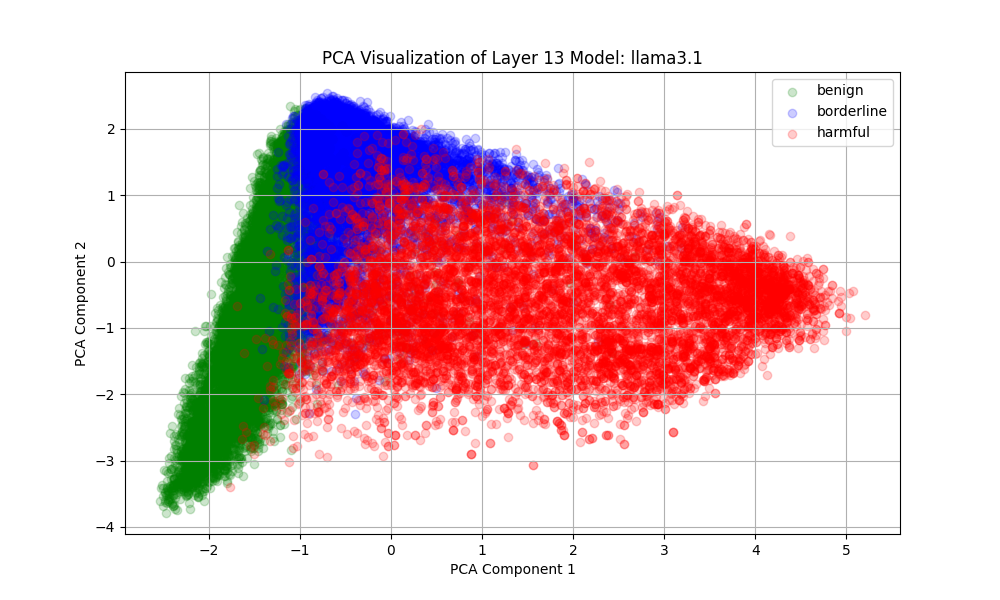 PCA Visualization of Layer 13 Model: llama3.1
benign
borderline
harmful
2
1
0
−1
−2
−3
−4
PCA Component 2
−2 −1 0 1 2 3 4 5
PCA Component 1